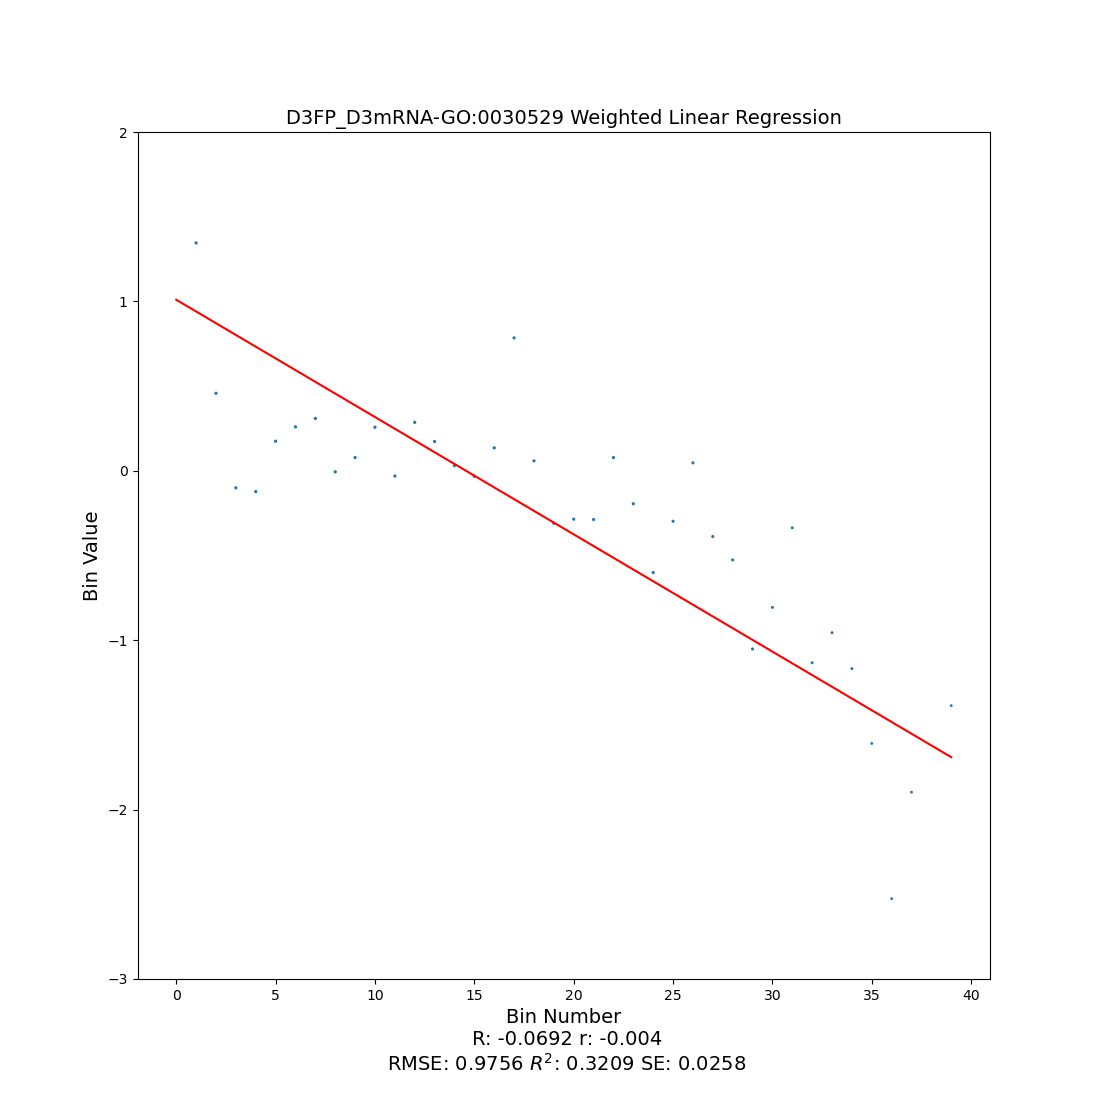 D3FP_D3mRNA-GO:0030529 Weighted Linear Regression
2
1
0
−1
−2
−3
Bin Value
0 5 10 15 20 25 30 35 40
Bin Number
R: -0.0692 r: -0.004
RMSE: 0.9756 R²: 0.3209 SE: 0.0258